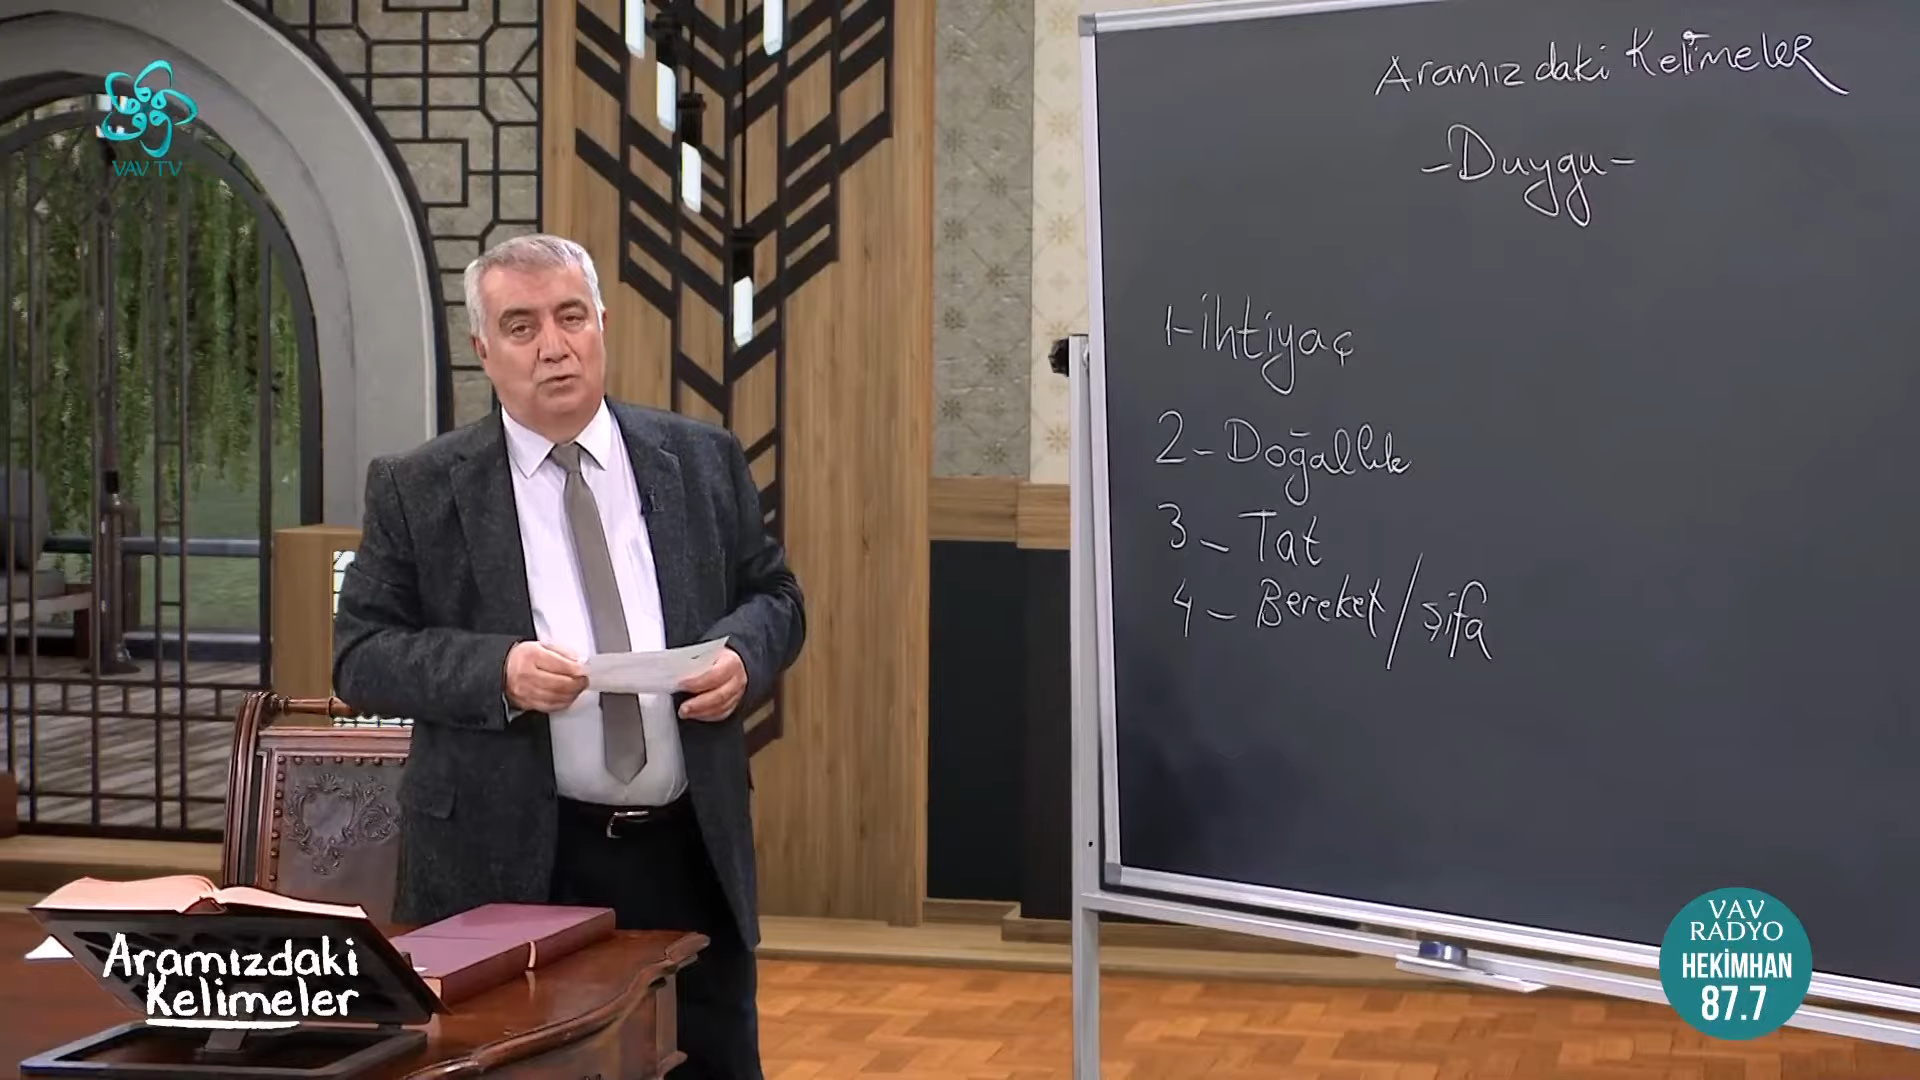 VAV TV
Aramızdaki Kelimeler
-Duygu-
1-İhtiyaç
2-Doğallık
3-Tat
4-Bereket/şifa
Aramızdaki
Kelimeler
VAV
RADYO
HEKİMHAN
87.7